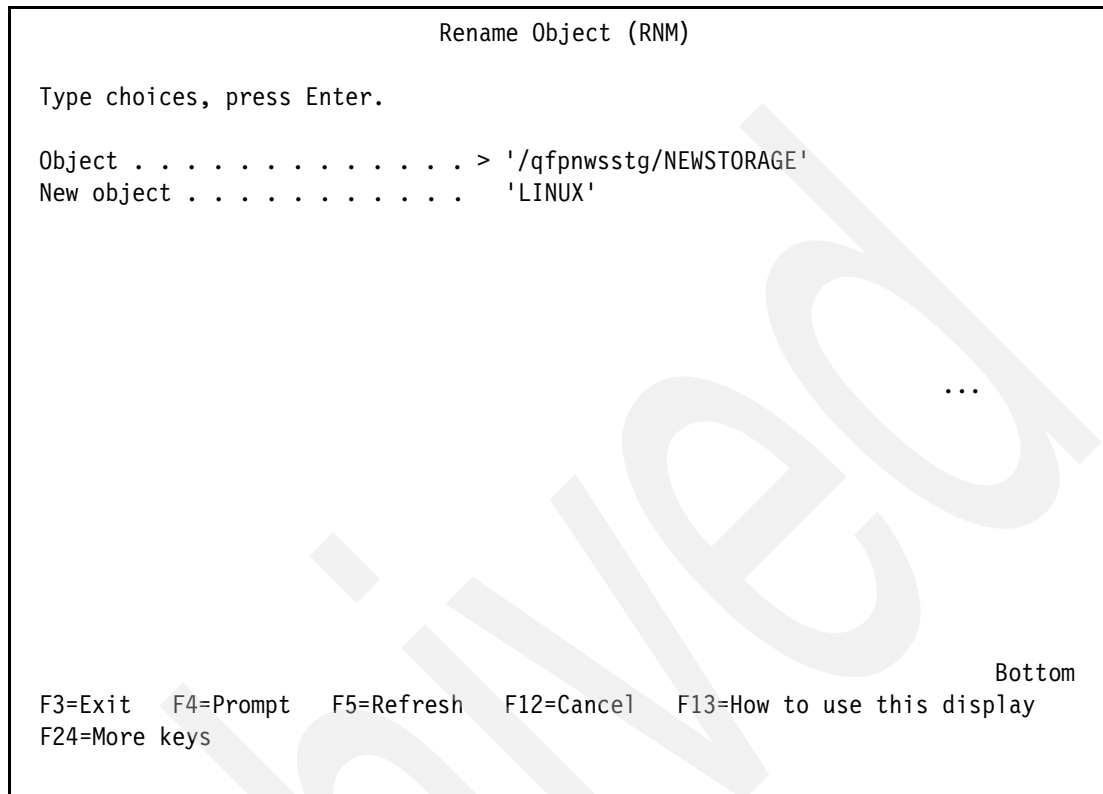 Rename Object (RNM)
Type choices, press Enter.
Object . . . . . . . . . . . . . > '/qfpnwsstg/NEWSTORAGE'
New object . . . . . . . . . . . 'LINUX'
...
Bottom
F3=Exit F4=Prompt F5=Refresh F12=Cancel F13=How to use this display
F24=More keys
hived